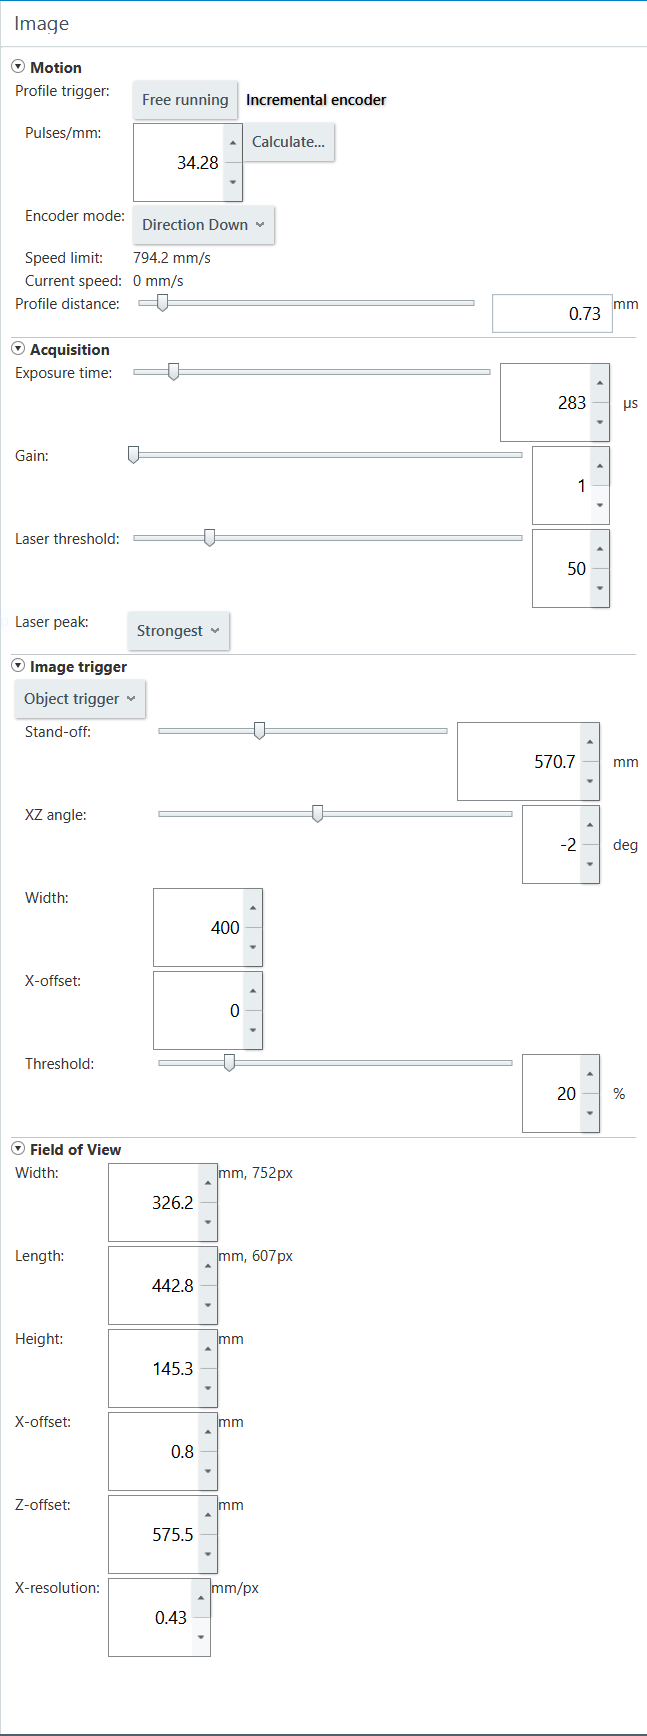 Image
Motion
Profile trigger: Free running Incremental encoder
Pulses/mm: 34.28 Calculate...
Encoder mode: Direction Down
Speed limit: 794.2 mm/s
Current speed: 0 mm/s
Profile distance: 0.73 mm
Acquisition
Exposure time: 283 µs
Gain: 1
Laser threshold: 50
Laser peak: Strongest
Image trigger
Object trigger
Stand-off: 570.7 mm
XZ angle: -2 deg
Width: 400
X-offset: 0
Threshold: 20 %
Field of View
Width: 326.2 mm, 752px
Length: 442.8 mm, 607px
Height: 145.3 mm
X-offset: 0.8 mm
Z-offset: 575.5 mm
X-resolution: 0.43 mm/px